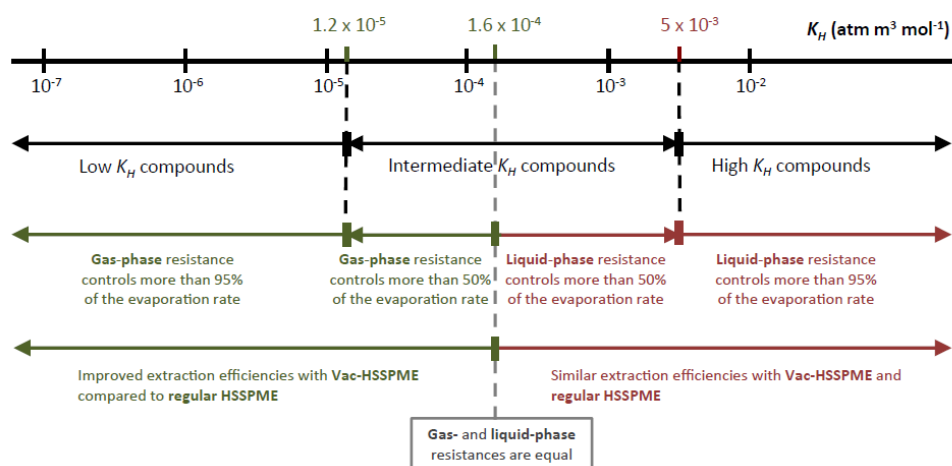 1.2 x 10⁻⁵ 1.6 x 10⁻⁴ 5 x 10⁻³ K_H (atm m³ mol⁻¹)
10⁻⁷ 10⁻⁶ 10⁻⁵ 10⁻⁴ 10⁻³ 10⁻²
Low K_H compounds Intermediate K_H compounds High K_H compounds
Gas-phase resistance
controls more than 95%
of the evaporation rate
Gas-phase resistance
controls more than 50%
of the evaporation rate
Liquid-phase resistance
controls more than 50%
of the evaporation rate
Liquid-phase resistance
controls more than 95%
of the evaporation rate
Improved extraction efficiencies with Vac-HSSPME
compared to regular HSSPME
Similar extraction efficiencies with Vac-HSSPME and
regular HSSPME
Gas- and liquid-phase
resistances are equal